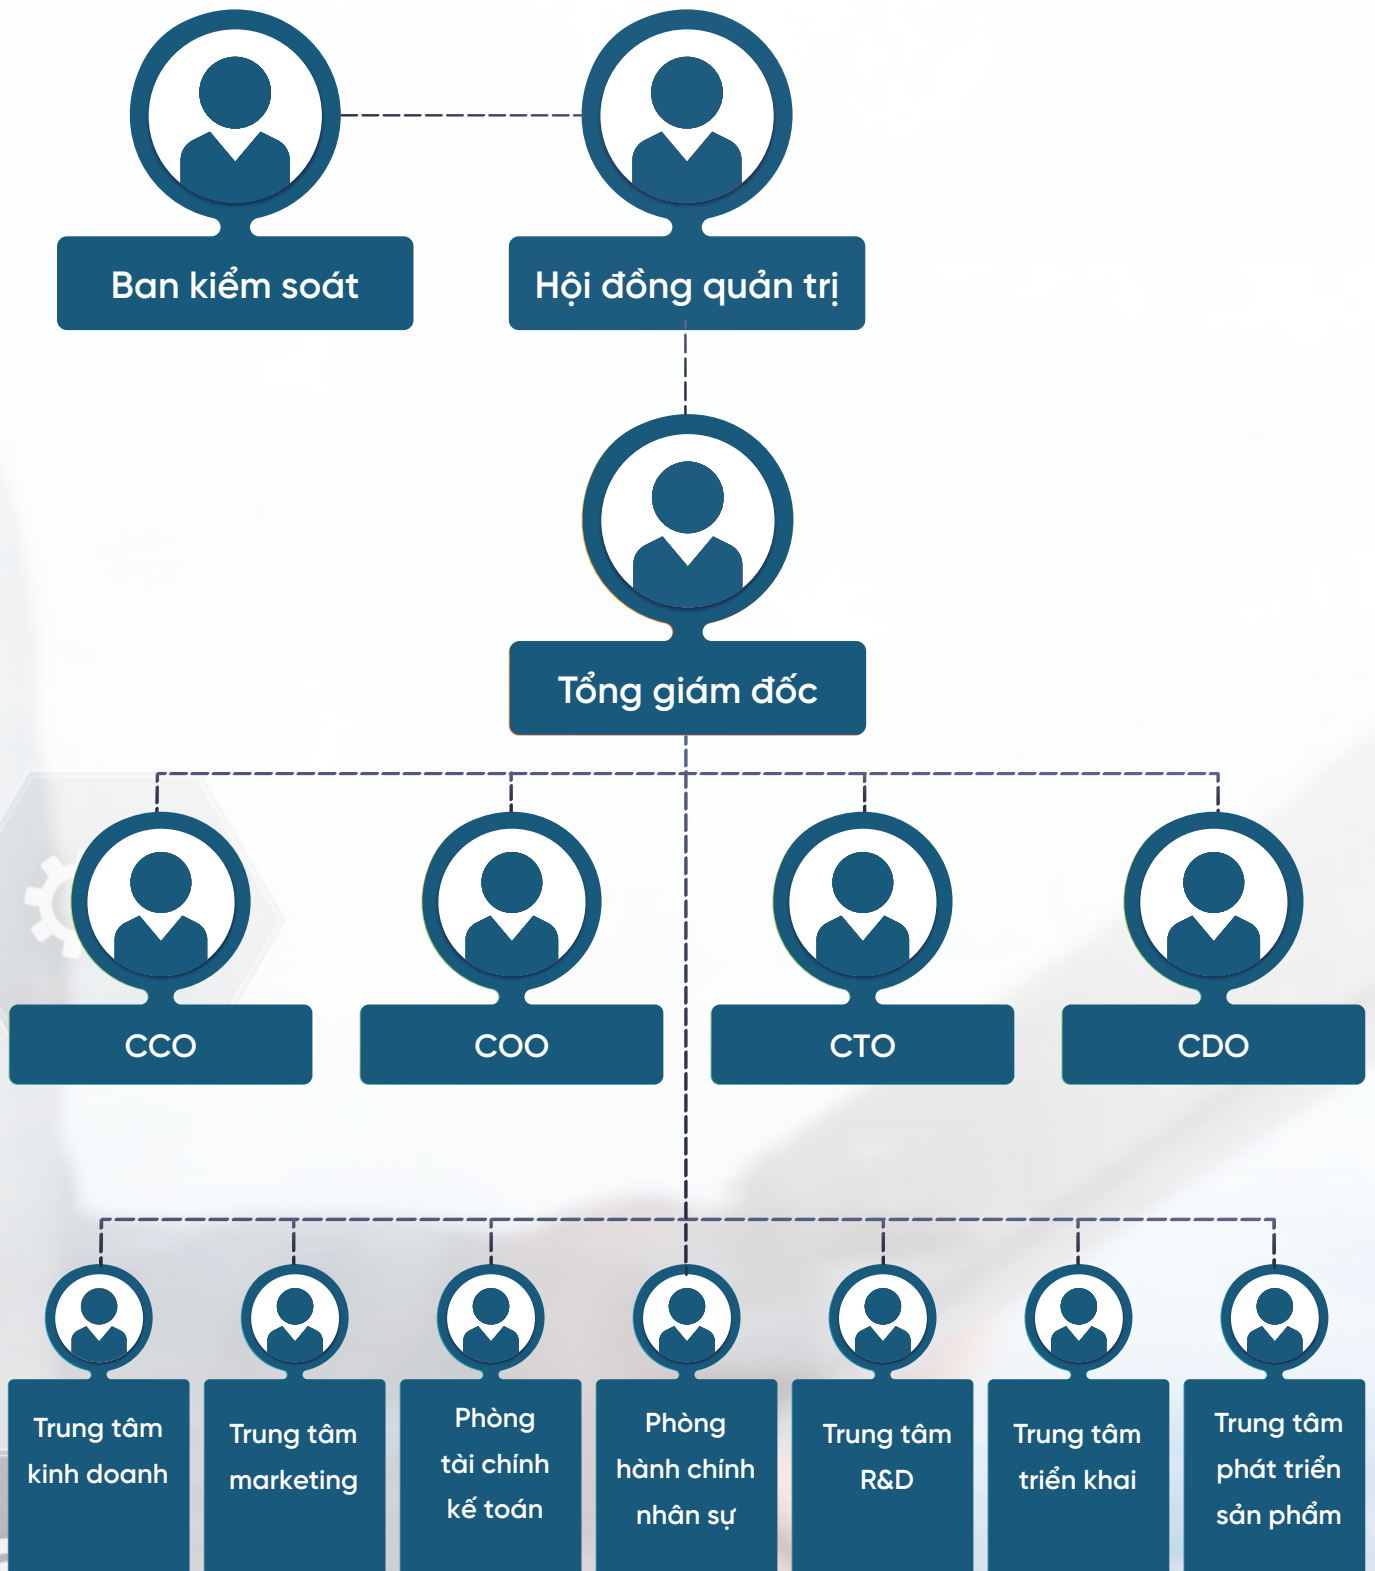 Ban kiểm soát
Hội đồng quản trị
Tổng giám đốc
CCO
COO
CTO
CDO
Trung tâm
kinh doanh
Trung tâm
marketing
Phòng
tài chính
kế toán
Phòng
hành chính
nhân sự
Trung tâm
R&D
Trung tâm
triển khai
Trung tâm
phát triển
sản phẩm